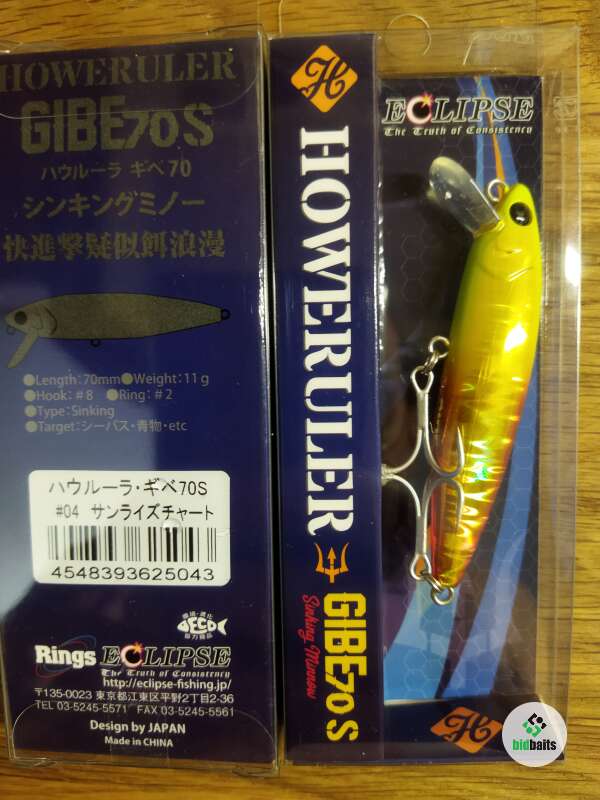 HOWERULER
GIBE70S
ハウルーラ ギベ70
シンキングミノー
快進撃疑似餌浪漫
●Length:70mm●Weight:11g
●Hook:#8 ●Ring:#2
●Type:Sinking
●Target:シーバス・青物・etc
ハウルーラ・ギベ70S
#04 サンライズチャート
4548393625043
DECO
Rings ECLIPSE
The Truth of Consistency
http://eclipse-fishing.jp/
〒135-0023 東京都江東区平野2丁目2-36
TEL 03-5245-5571 FAX 03-5245-5561
Design by JAPAN
Made in CHINA
H
HOWERULER
GIBE70S
Sinking Minnow
ECLIPSE
The Truth of Consistency
H
bidbaits